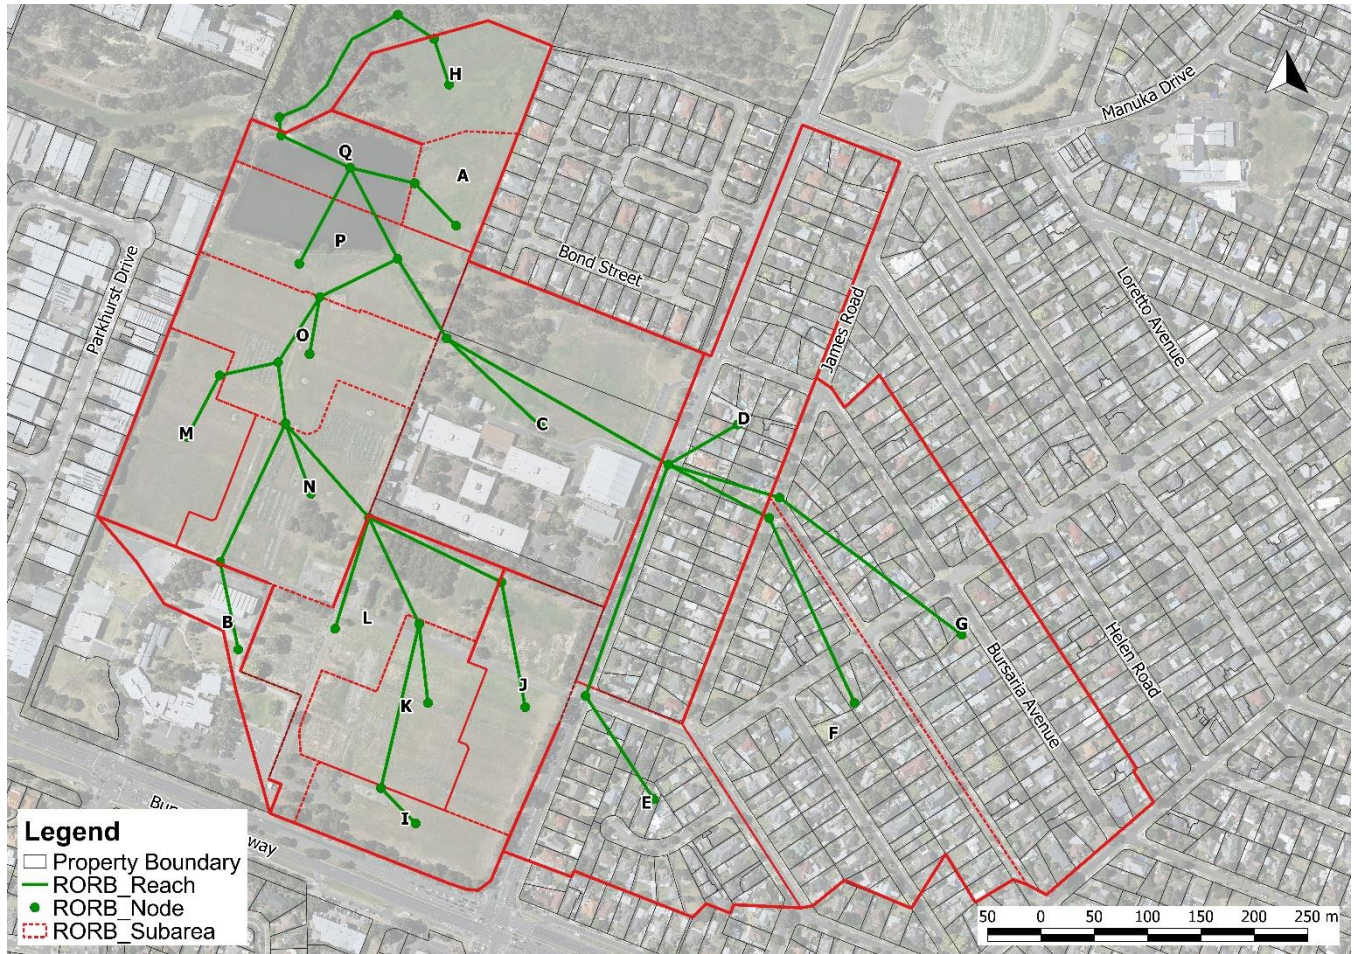 H
Manuka Drive
Q
A
P
Bond Street
Parkhurst Drive
Loretto Avenue
James Road
O
C
D
M
N
G
B
L
Helen Road
Bursaria Avenue
J
K
F
E
I
Legend
Property Boundary
RORB_Reach
RORB_Node
RORB_Subarea
50 0 50 100 150 200 250 m